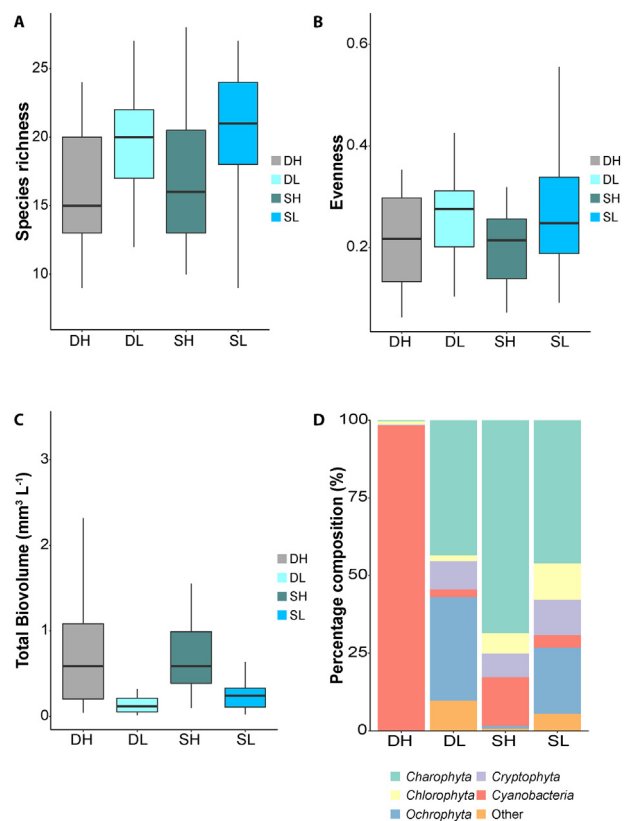 A
Species richness
25
20
15
10
DH DL SH SL
DH
DL
SH
SL
B
Evenness
0.6
0.4
0.2
DH DL SH SL
DH
DL
SH
SL
C
Total Biovolume (mm³ L⁻¹)
3
2
1
0
DH DL SH SL
DH
DL
SH
SL
D
Percentage composition (%)
100
75
50
25
0
DH DL SH SL
Charophyta Cryptophyta
Chlorophyta Cyanobacteria
Ochrophyta Other